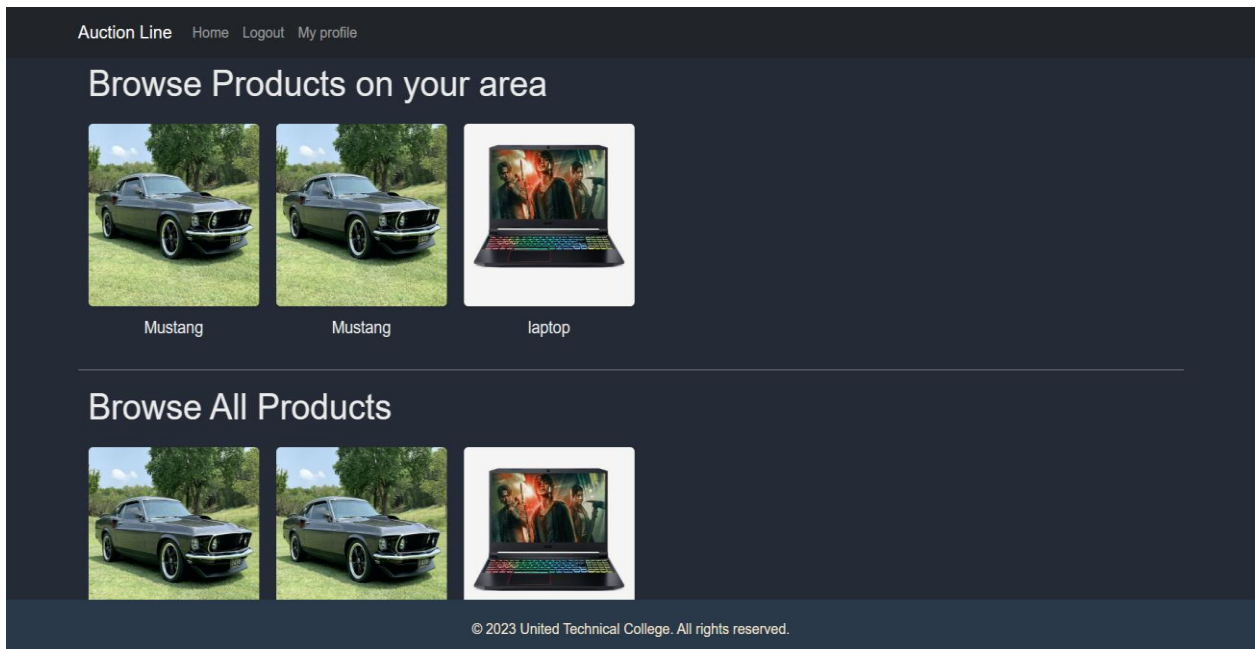 Auction Line Home Logout My profile
Browse Products on your area
Mustang Mustang laptop
Browse All Products
© 2023 United Technical College. All rights reserved.